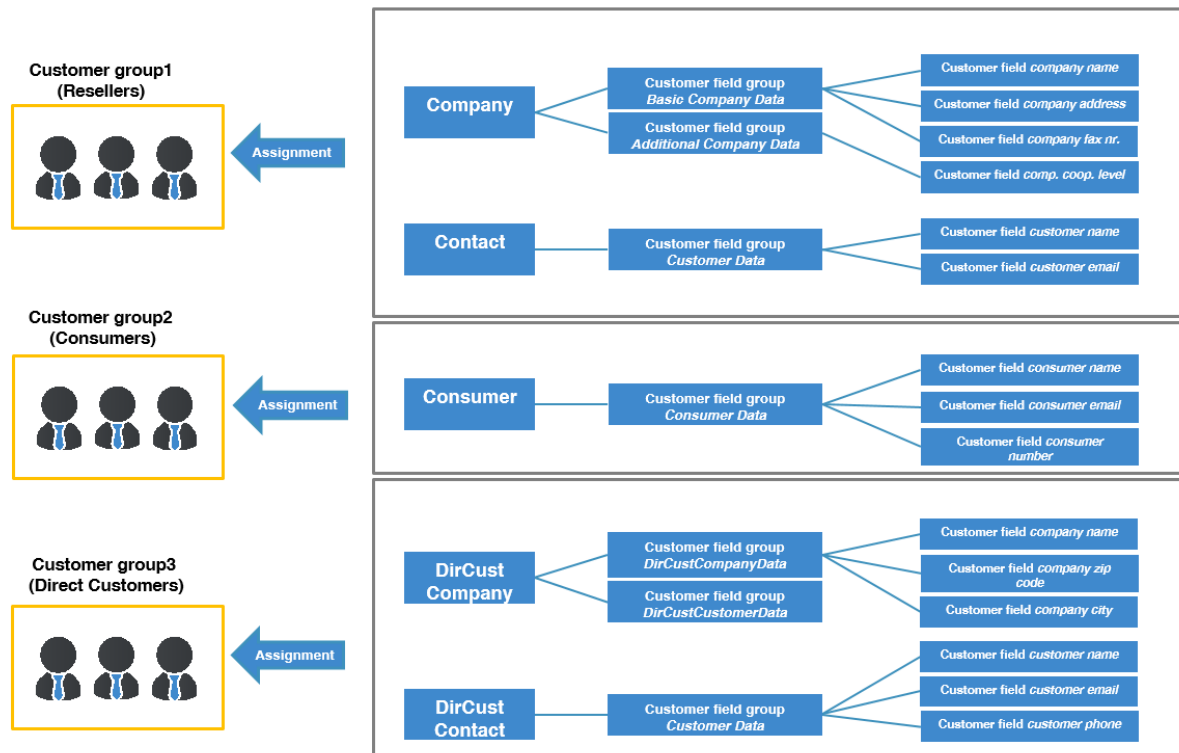 Customer group1
(Resellers)
Assignment
Company
Customer field group
Basic Company Data
Customer field group
Additional Company Data
Customer field company name
Customer field company address
Customer field company fax nr.
Customer field comp. coop. level
Contact
Customer field group
Customer Data
Customer field customer name
Customer field customer email
Customer group2
(Consumers)
Assignment
Consumer
Customer field group
Consumer Data
Customer field consumer name
Customer field consumer email
Customer field consumer
number
Customer group3
(Direct Customers)
Assignment
DirCust
Company
Customer field group
DirCustCompanyData
Customer field group
DirCustCustomerData
Customer field company name
Customer field company zip
code
Customer field company city
DirCust
Contact
Customer field group
Customer Data
Customer field customer name
Customer field customer email
Customer field customer phone